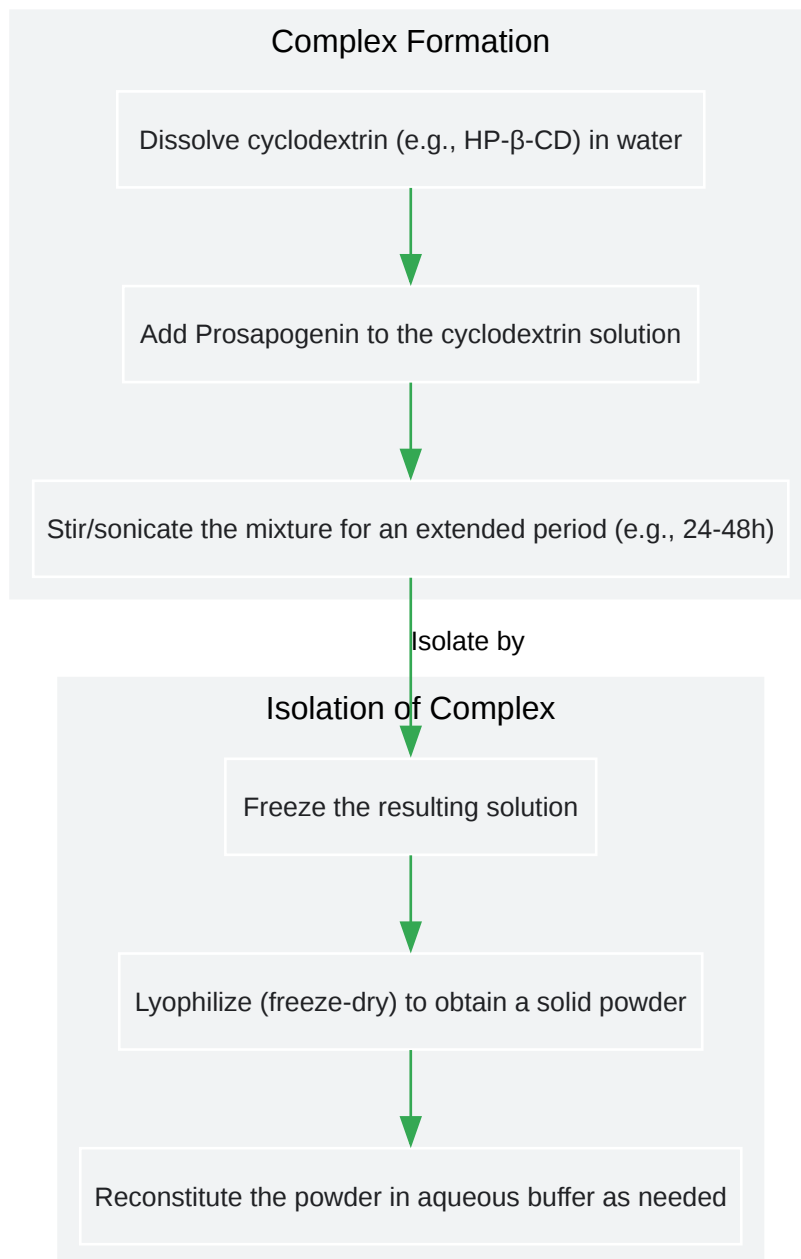 Complex Formation
Dissolve cyclodextrin (e.g., HP-β-CD) in water
Add Prosapogenin to the cyclodextrin solution
Stir/sonicate the mixture for an extended period (e.g., 24-48h)
Isolate by
Isolation of Complex
Freeze the resulting solution
Lyophilize (freeze-dry) to obtain a solid powder
Reconstitute the powder in aqueous buffer as needed